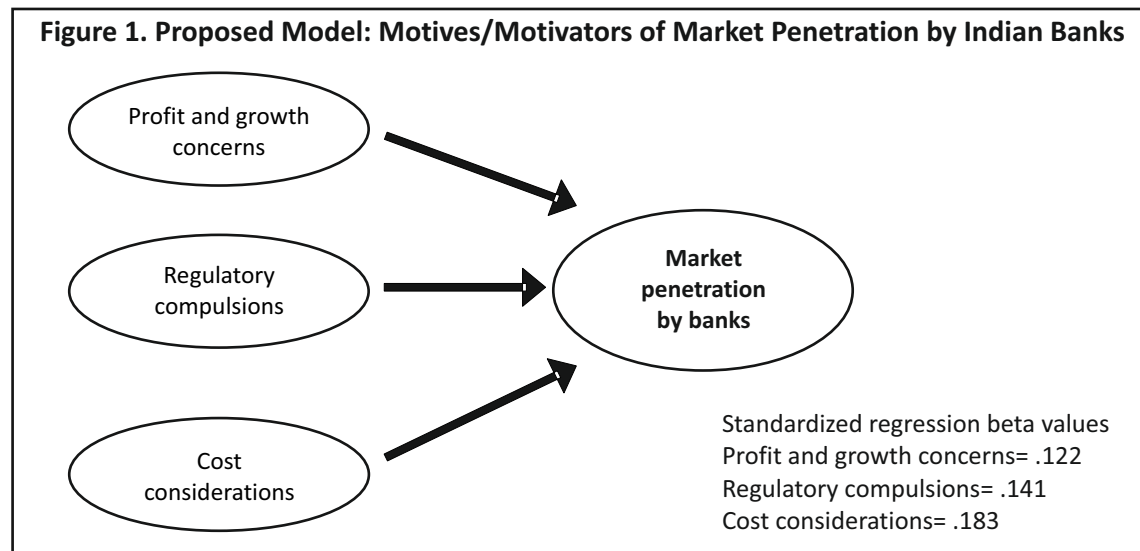 Figure 1. Proposed Model: Motives/Motivators of Market Penetration by Indian Banks
Profit and growth
concerns
Regulatory
compulsions
Cost
considerations
Market
penetration
by banks
Standardized regression beta values
Profit and growth concerns= .122
Regulatory compulsions= .141
Cost considerations= .183